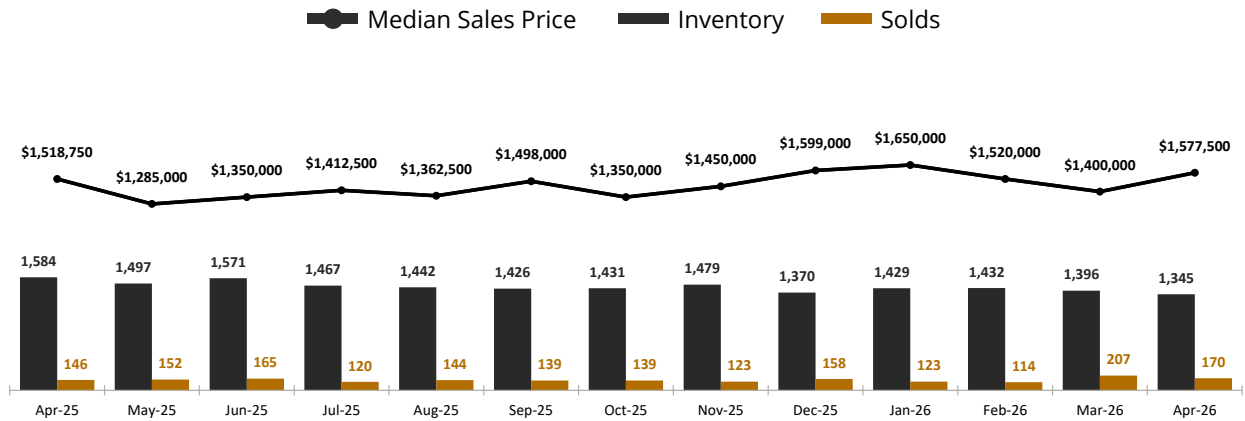 Median Sales Price Inventory Solds
$1,518,750 $1,285,000 $1,350,000 $1,412,500 $1,362,500 $1,498,000 $1,350,000 $1,450,000 $1,599,000 $1,650,000 $1,520,000 $1,400,000 $1,577,500
1,584 1,497 1,571 1,467 1,442 1,426 1,431 1,479 1,370 1,429 1,432 1,396 1,345
146 152 165 120 144 139 139 123 158 123 114 207 170
Apr-25 May-25 Jun-25 Jul-25 Aug-25 Sep-25 Oct-25 Nov-25 Dec-25 Jan-26 Feb-26 Mar-26 Apr-26